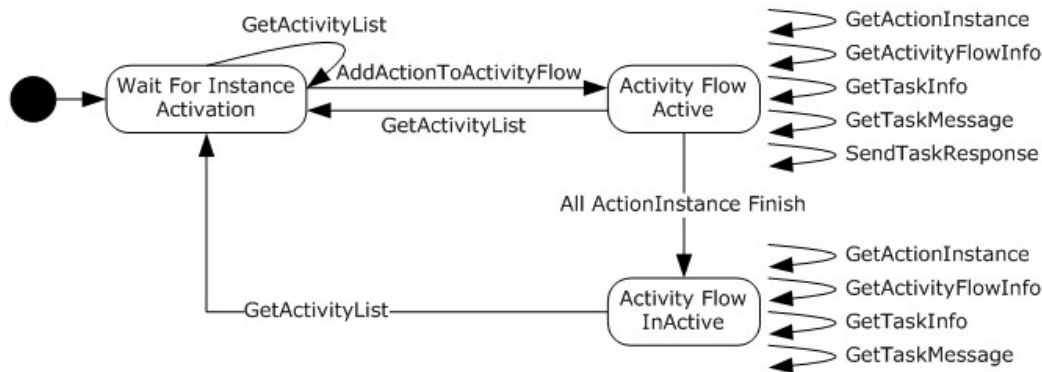 GetActivityList
Wait For Instance
Activation
AddActionToActivityFlow
GetActivityList
Activity Flow
Active
GetActionInstance
GetActivityFlowInfo
GetTaskInfo
GetTaskMessage
SendTaskResponse
All ActionInstance Finish
Activity Flow
InActive
GetActivityList
GetActionInstance
GetActivityFlowInfo
GetTaskInfo
GetTaskMessage